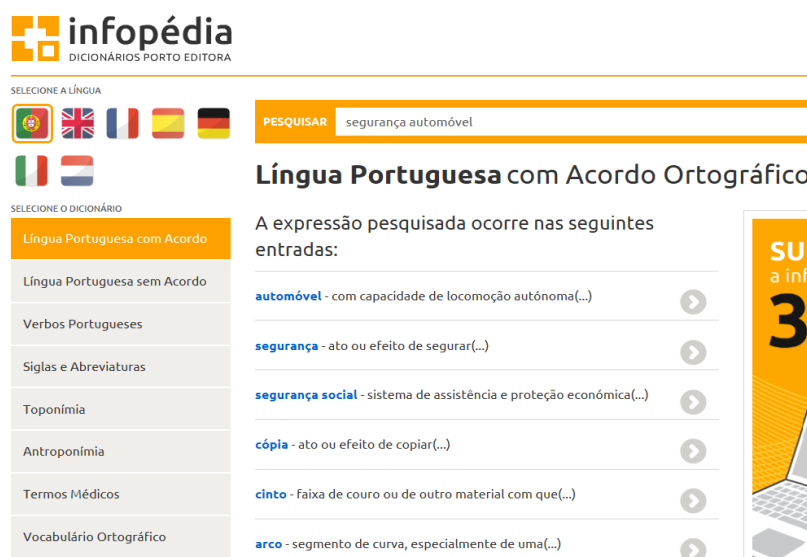 infopédia
DICIONÁRIOS PORTO EDITORA
SELECIONE A LÍNGUA
SELECIONE O DICIONÁRIO
Língua Portuguesa com Acordo
Língua Portuguesa sem Acordo
Verbos Portugueses
Siglas e Abreviaturas
Toponímia
Antroponímia
Termos Médicos
Vocabulário Ortográfico
PESQUISAR segurança automóvel
Língua Portuguesa com Acordo Ortográfico
A expressão pesquisada ocorre nas seguintes
entradas:
automóvel - com capacidade de locomoção autónoma(...)
segurança - ato ou efeito de segurar(...)
segurança social - sistema de assistência e proteção económica(...)
cópia - ato ou efeito de copiar(...)
cinto - faixa de couro ou de outro material com que(...)
arco - segmento de curva, especialmente de uma(...)
SU
a inf
3